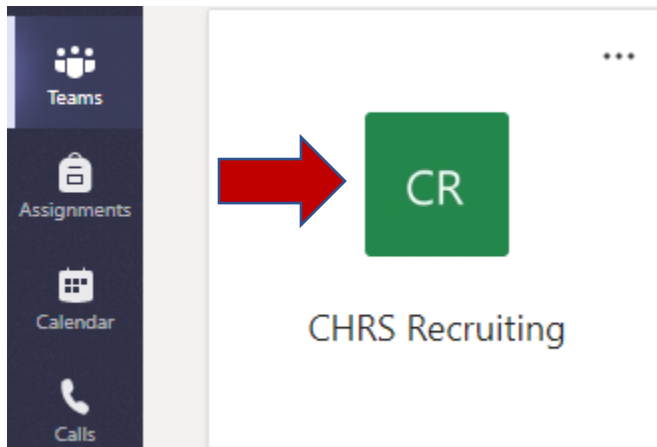 Teams
Assignments
Calendar
Calls
CR
CHRS Recruiting